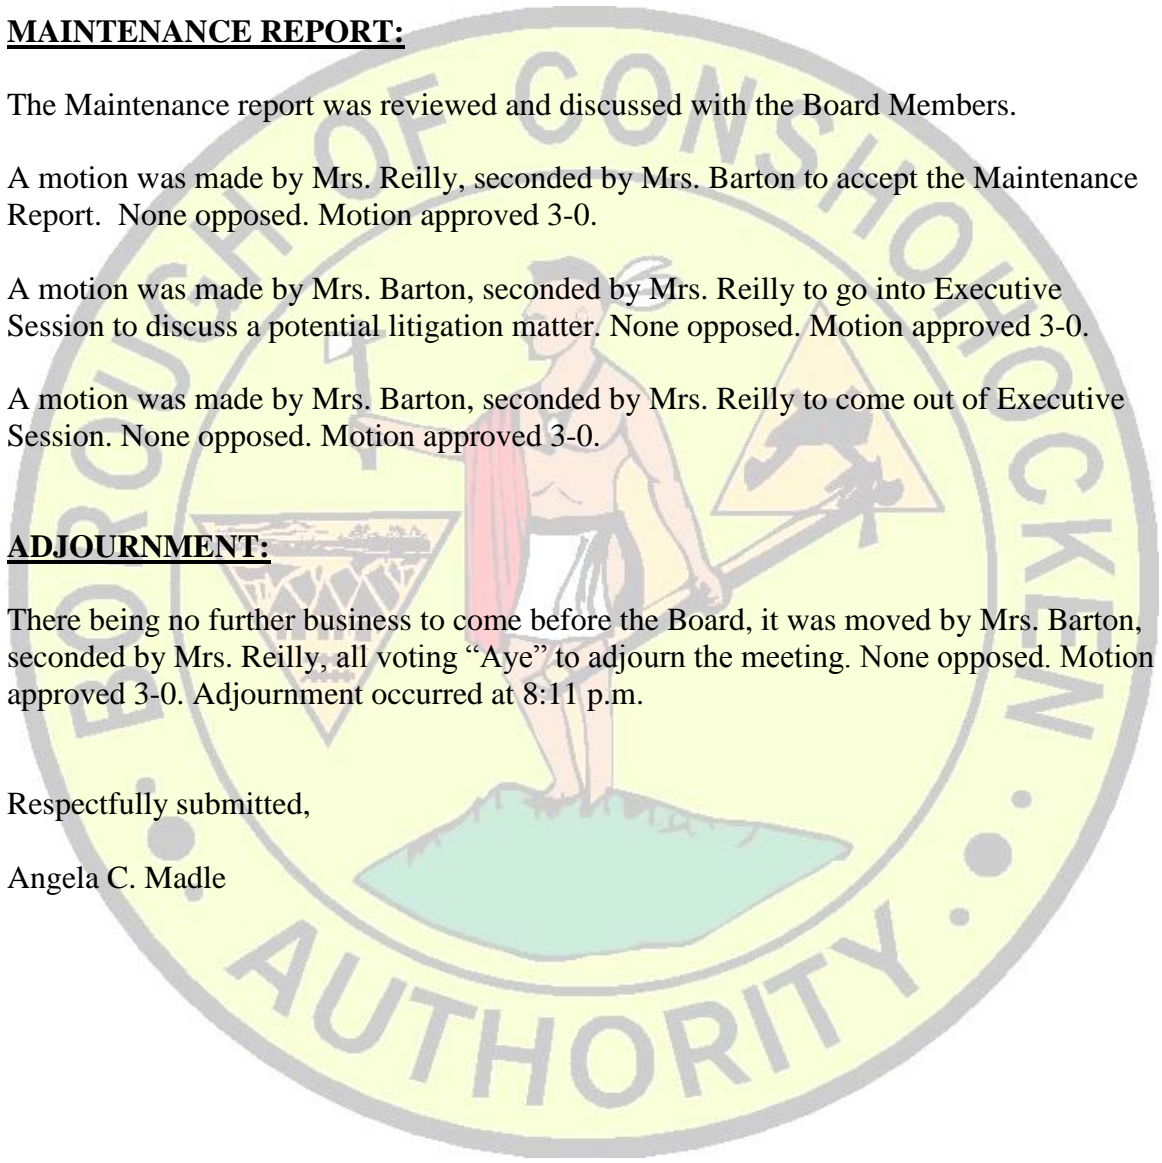 MAINTENANCE REPORT:
The Maintenance report was reviewed and discussed with the Board Members.
A motion was made by Mrs. Reilly, seconded by Mrs. Barton to accept the Maintenance
Report.  None opposed. Motion approved 3-0.
A motion was made by Mrs. Barton, seconded by Mrs. Reilly to go into Executive
Session to discuss a potential litigation matter. None opposed. Motion approved 3-0.
A motion was made by Mrs. Barton, seconded by Mrs. Reilly to come out of Executive
Session. None opposed. Motion approved 3-0.
ADJOURNMENT:
There being no further business to come before the Board, it was moved by Mrs. Barton,
seconded by Mrs. Reilly, all voting “Aye” to adjourn the meeting. None opposed. Motion
approved 3-0. Adjournment occurred at 8:11 p.m.
Respectfully submitted,
Angela C. Madle
BOROUGH OF CONSHOHOCKEN
AUTHORITY